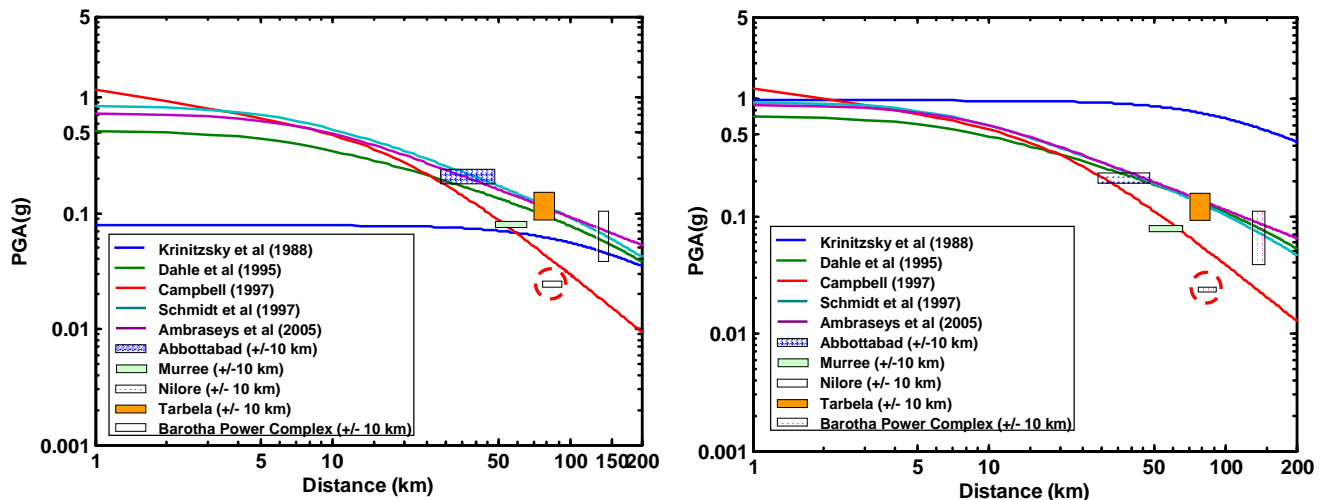 5
1
0.5
0.1
0.01
0.001
PGA(g)
Krinitzsky et al (1988)
Dahle et al (1995)
Campbell (1997)
Schmidt et al (1997)
Ambraseys et al (2005)
Abbottabad (+/-10 km)
Murree (+/-10 km)
Nilore (+/- 10 km)
Tarbela (+/- 10 km)
Barotha Power Complex (+/- 10 km)
1 5 10 50 100 150 200
Distance (km)
5
1
0.5
0.1
0.01
0.001
PGA(g)
Krinitzsky et al (1988)
Dahle et al (1995)
Campbell (1997)
Schmidt et al (1997)
Ambraseys et al (2005)
Abbottabad (+/-10 km)
Murree (+/-10 km)
Nilore (+/- 10 km)
Tarbela (+/- 10 km)
Barotha Power Complex (+/- 10 km)
1 5 10 50 100 200
Distance (km)